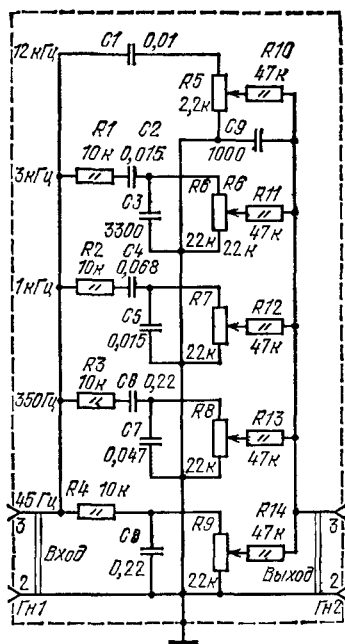 12кГц C1 0,01 R10
R5 47к
2,2к C9
R1 C2 1000
10к 0,015 R6 R6 R11
3кГц C3
3300 47к
R2 C4 22к 22к
10к 0,068
1кГц R7 R12
C5
0,015 22к 47к
R3
10к C6 0,22
350Гц R8 R13
C7
0,047 22к 47к
45Гц R4 10к R14
3 R9 47к 3
Вход C8
2 0,22 22к Выход 2
Гн1 Гн2